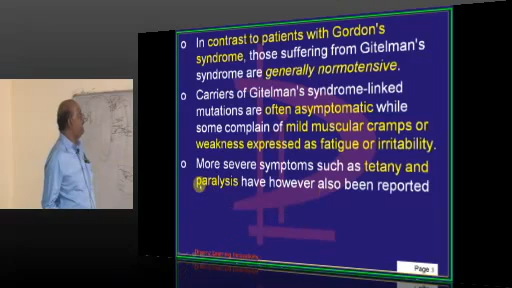 o In contrast to patients with Gordon's
syndrome, those suffering from Gitelman's
syndrome are generally normotensive.
o Carriers of Gitelman's syndrome-linked
mutations are often asymptomatic while
some complain of mild muscular cramps or
weakness expressed as fatigue or irritability.
o More severe symptoms such as tetany and
paralysis have however also been reported
Page